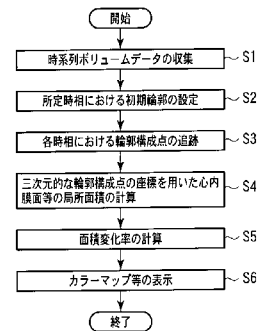 開始
時系列ボリュームデータの収集
S1
所定時相における初期輪郭の設定
S2
各時相における輪郭構成点の追跡
S3
三次元的な輪郭構成点の座標を用いた心内
膜面等の局所面積の計算
S4
面積変化率の計算
S5
カラーマップ等の表示
S6
終了